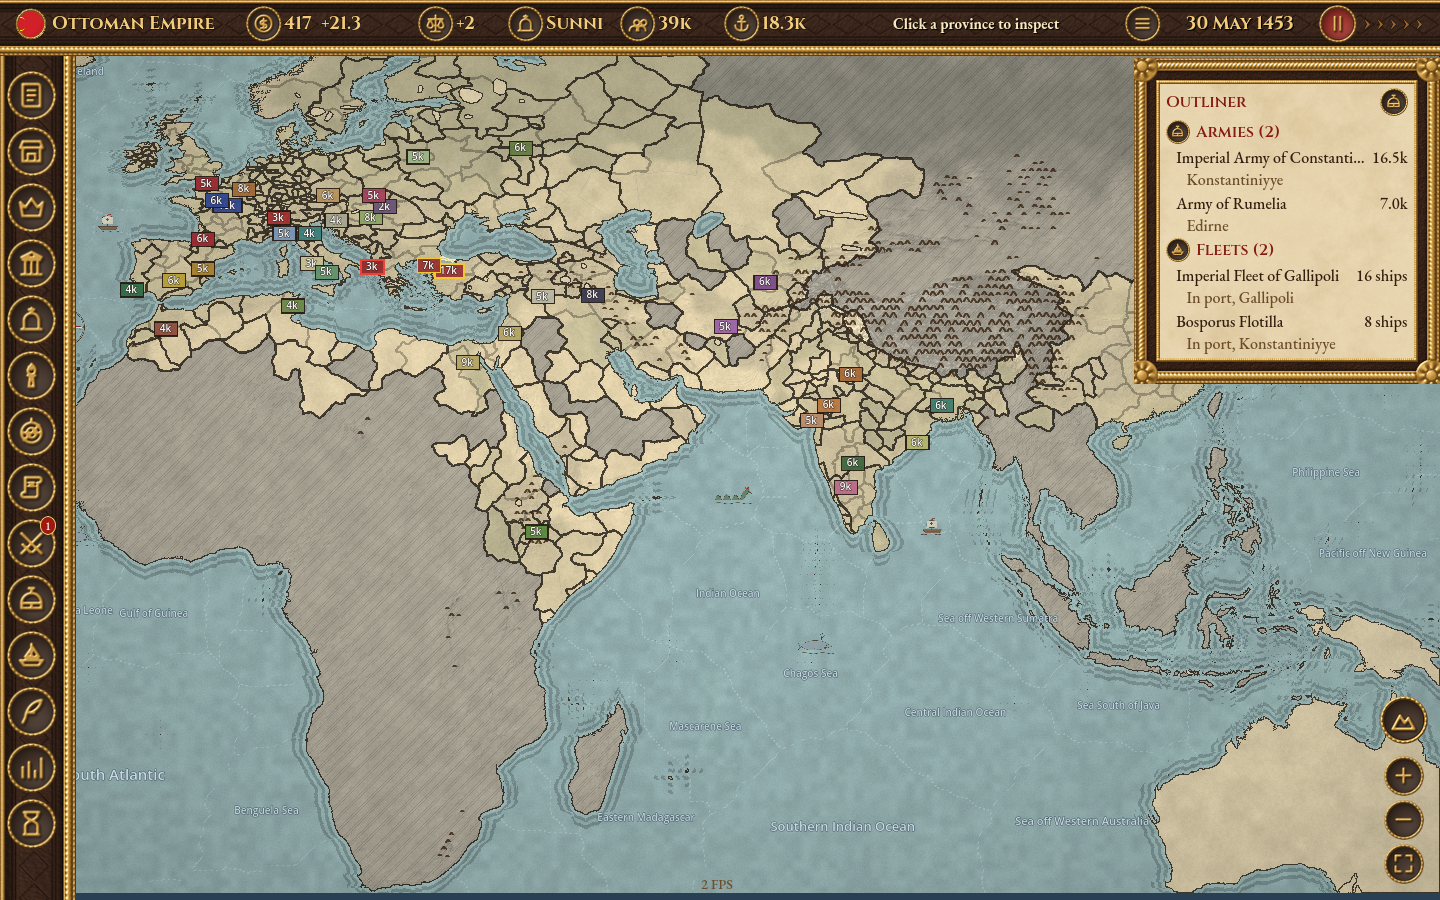 OTTOMAN EMPIRE
417 +21.3
+2
SUNNI
39K
18.3K
Click a province to inspect
30 MAY 1453
OUTLINER
ARMIES (2)
Imperial Army of Constanti... 16.5k
Konstantiniyye
Army of Rumelia 7.0k
Edirne
FLEETS (2)
Imperial Fleet of Gallipoli 16 ships
In port, Gallipoli
Bosporus Flotilla 8 ships
In port, Konstantiniyye
eland
5k
6k
5k
8k
6k
6k
5k
2k
3k
4k
8k
5k
4k
6k
5k
5k
3k
7k
17k
6k
4k
5k
8k
6k
4k
4k
5k
6k
9k
6k
6k
5k
6k
6k
6k
9k
5k
1
Philippine Sea
Pacific off New Guinea
Indian Ocean
a Leone
Gulf of Guinea
Sea off Western Sumatra
Chagos Sea
Sea South of Java
Central Indian Ocean
Mascarene Sea
outh Atlantic
Benguela Sea
Eastern Madagascar
Southern Indian Ocean
Sea off Western Australia
2 FPS